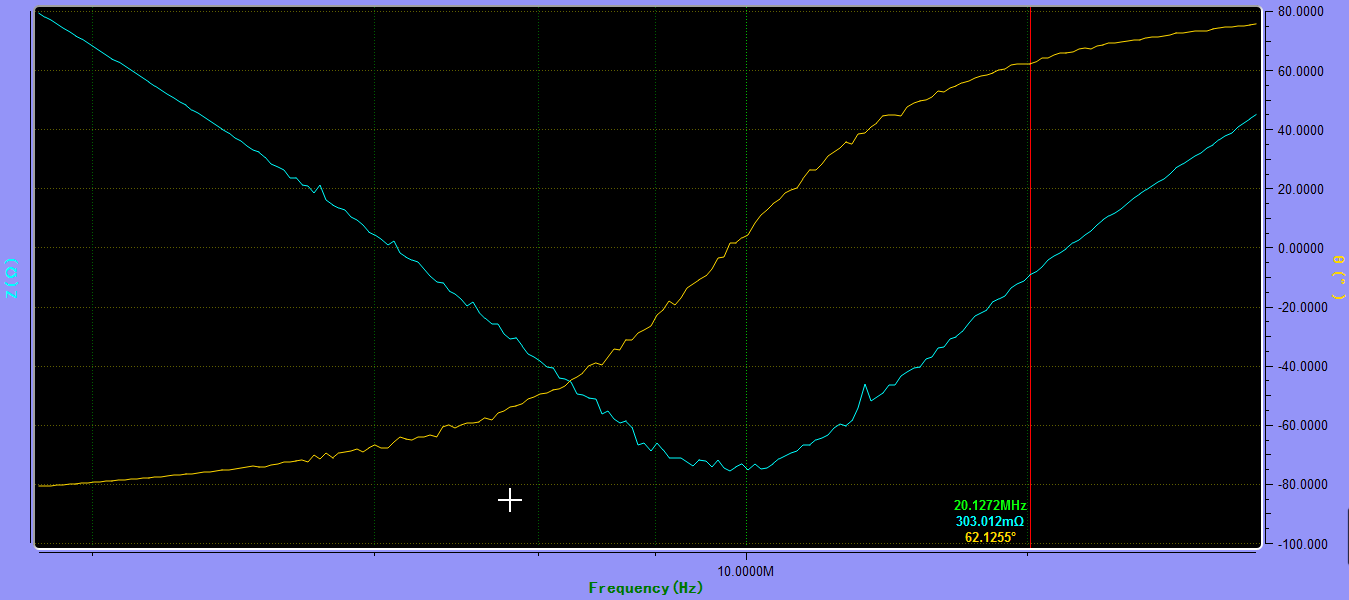 80.0000
60.0000
40.0000
20.0000
0.00000
-20.0000
-40.0000
-60.0000
-80.0000
-100.000
Z(Ω)
θ(°)
20.1272MHz
303.012mΩ
62.1255°
10.0000M
Frequency(Hz)